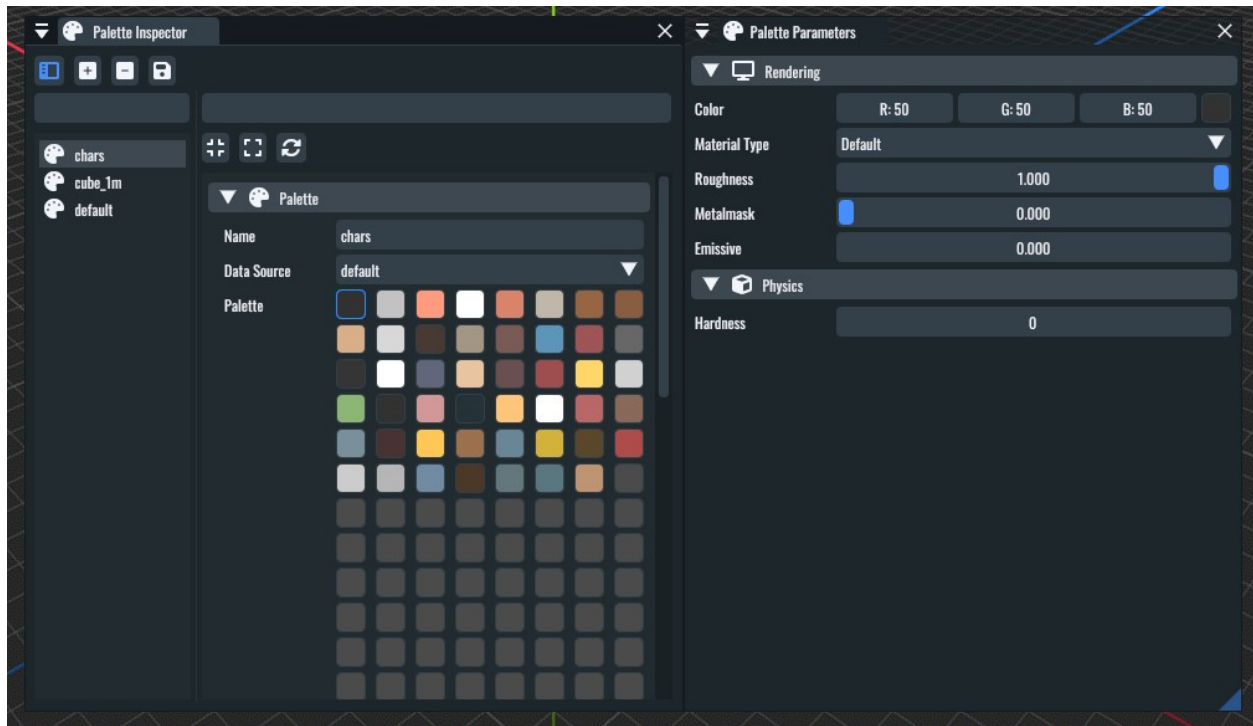 Palette Inspector
chars
cube_1m
default
Palette
Name
chars
Data Source
default
Palette
Palette Parameters
Rendering
Color
R: 50
G: 50
B: 50
Material Type
Default
Roughness
1.000
Metalmask
0.000
Emissive
0.000
Physics
Hardness
0